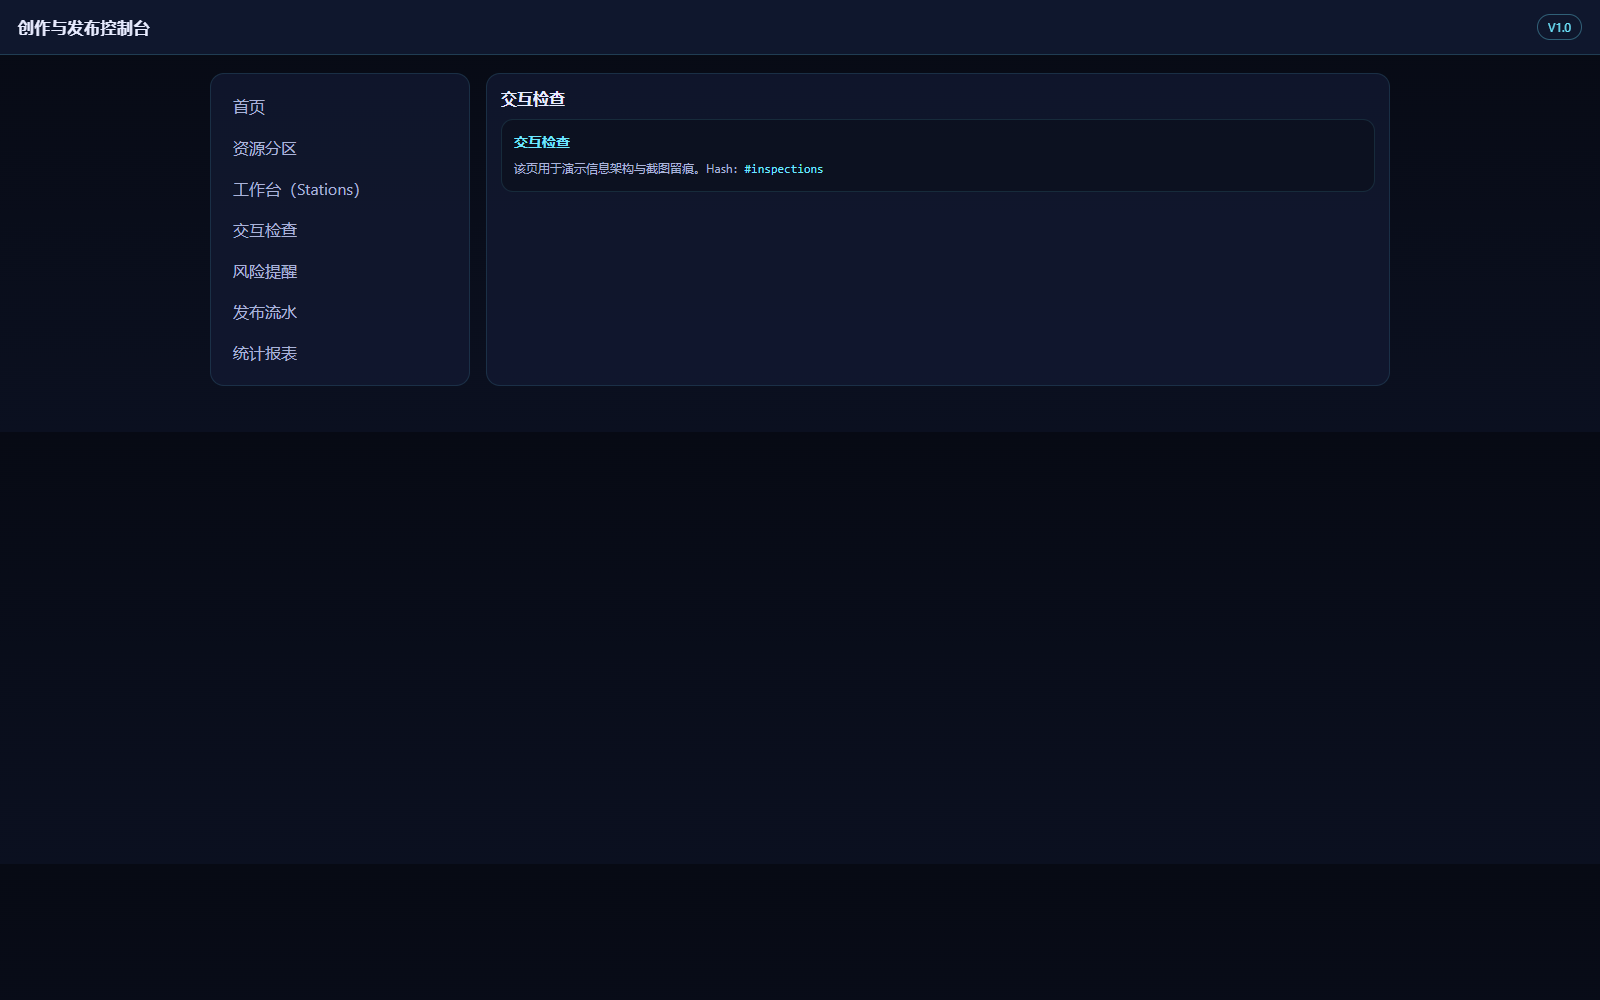 创作与发布控制台
V1.0
首页
资源分区
工作台（Stations）
交互检查
风险提醒
发布流水
统计报表
交互检查
交互检查
该页用于演示信息架构与截图留痕。Hash: #inspections